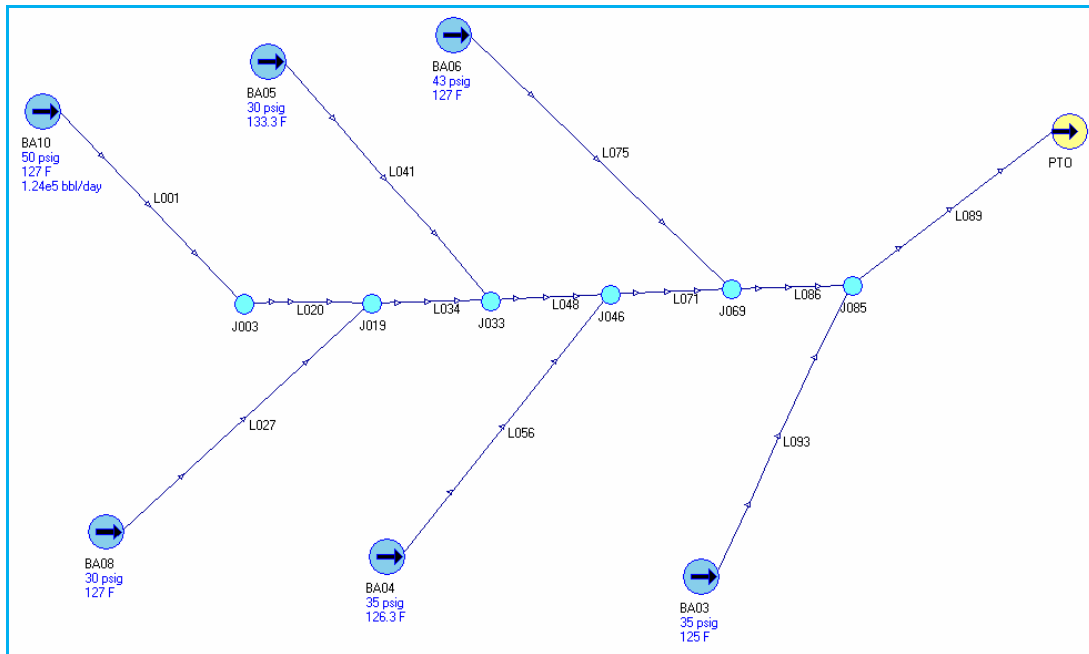 BA06
43 psig
127 F
BA05
30 psig
133.3 F
BA10
50 psig
127 F
1.24e5 bbl/day
PTO
L075
L041
L001
L089
L020
L034
L048
L071
L086
J003
J019
J033
J046
J069
J085
L027
L056
L093
BA08
30 psig
127 F
BA04
35 psig
126.3 F
BA03
35 psig
125 F